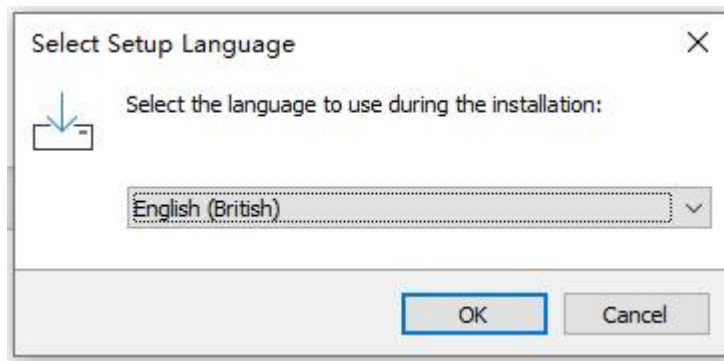 Select Setup Language
Select the language to use during the installation:
English (British)
OK
Cancel